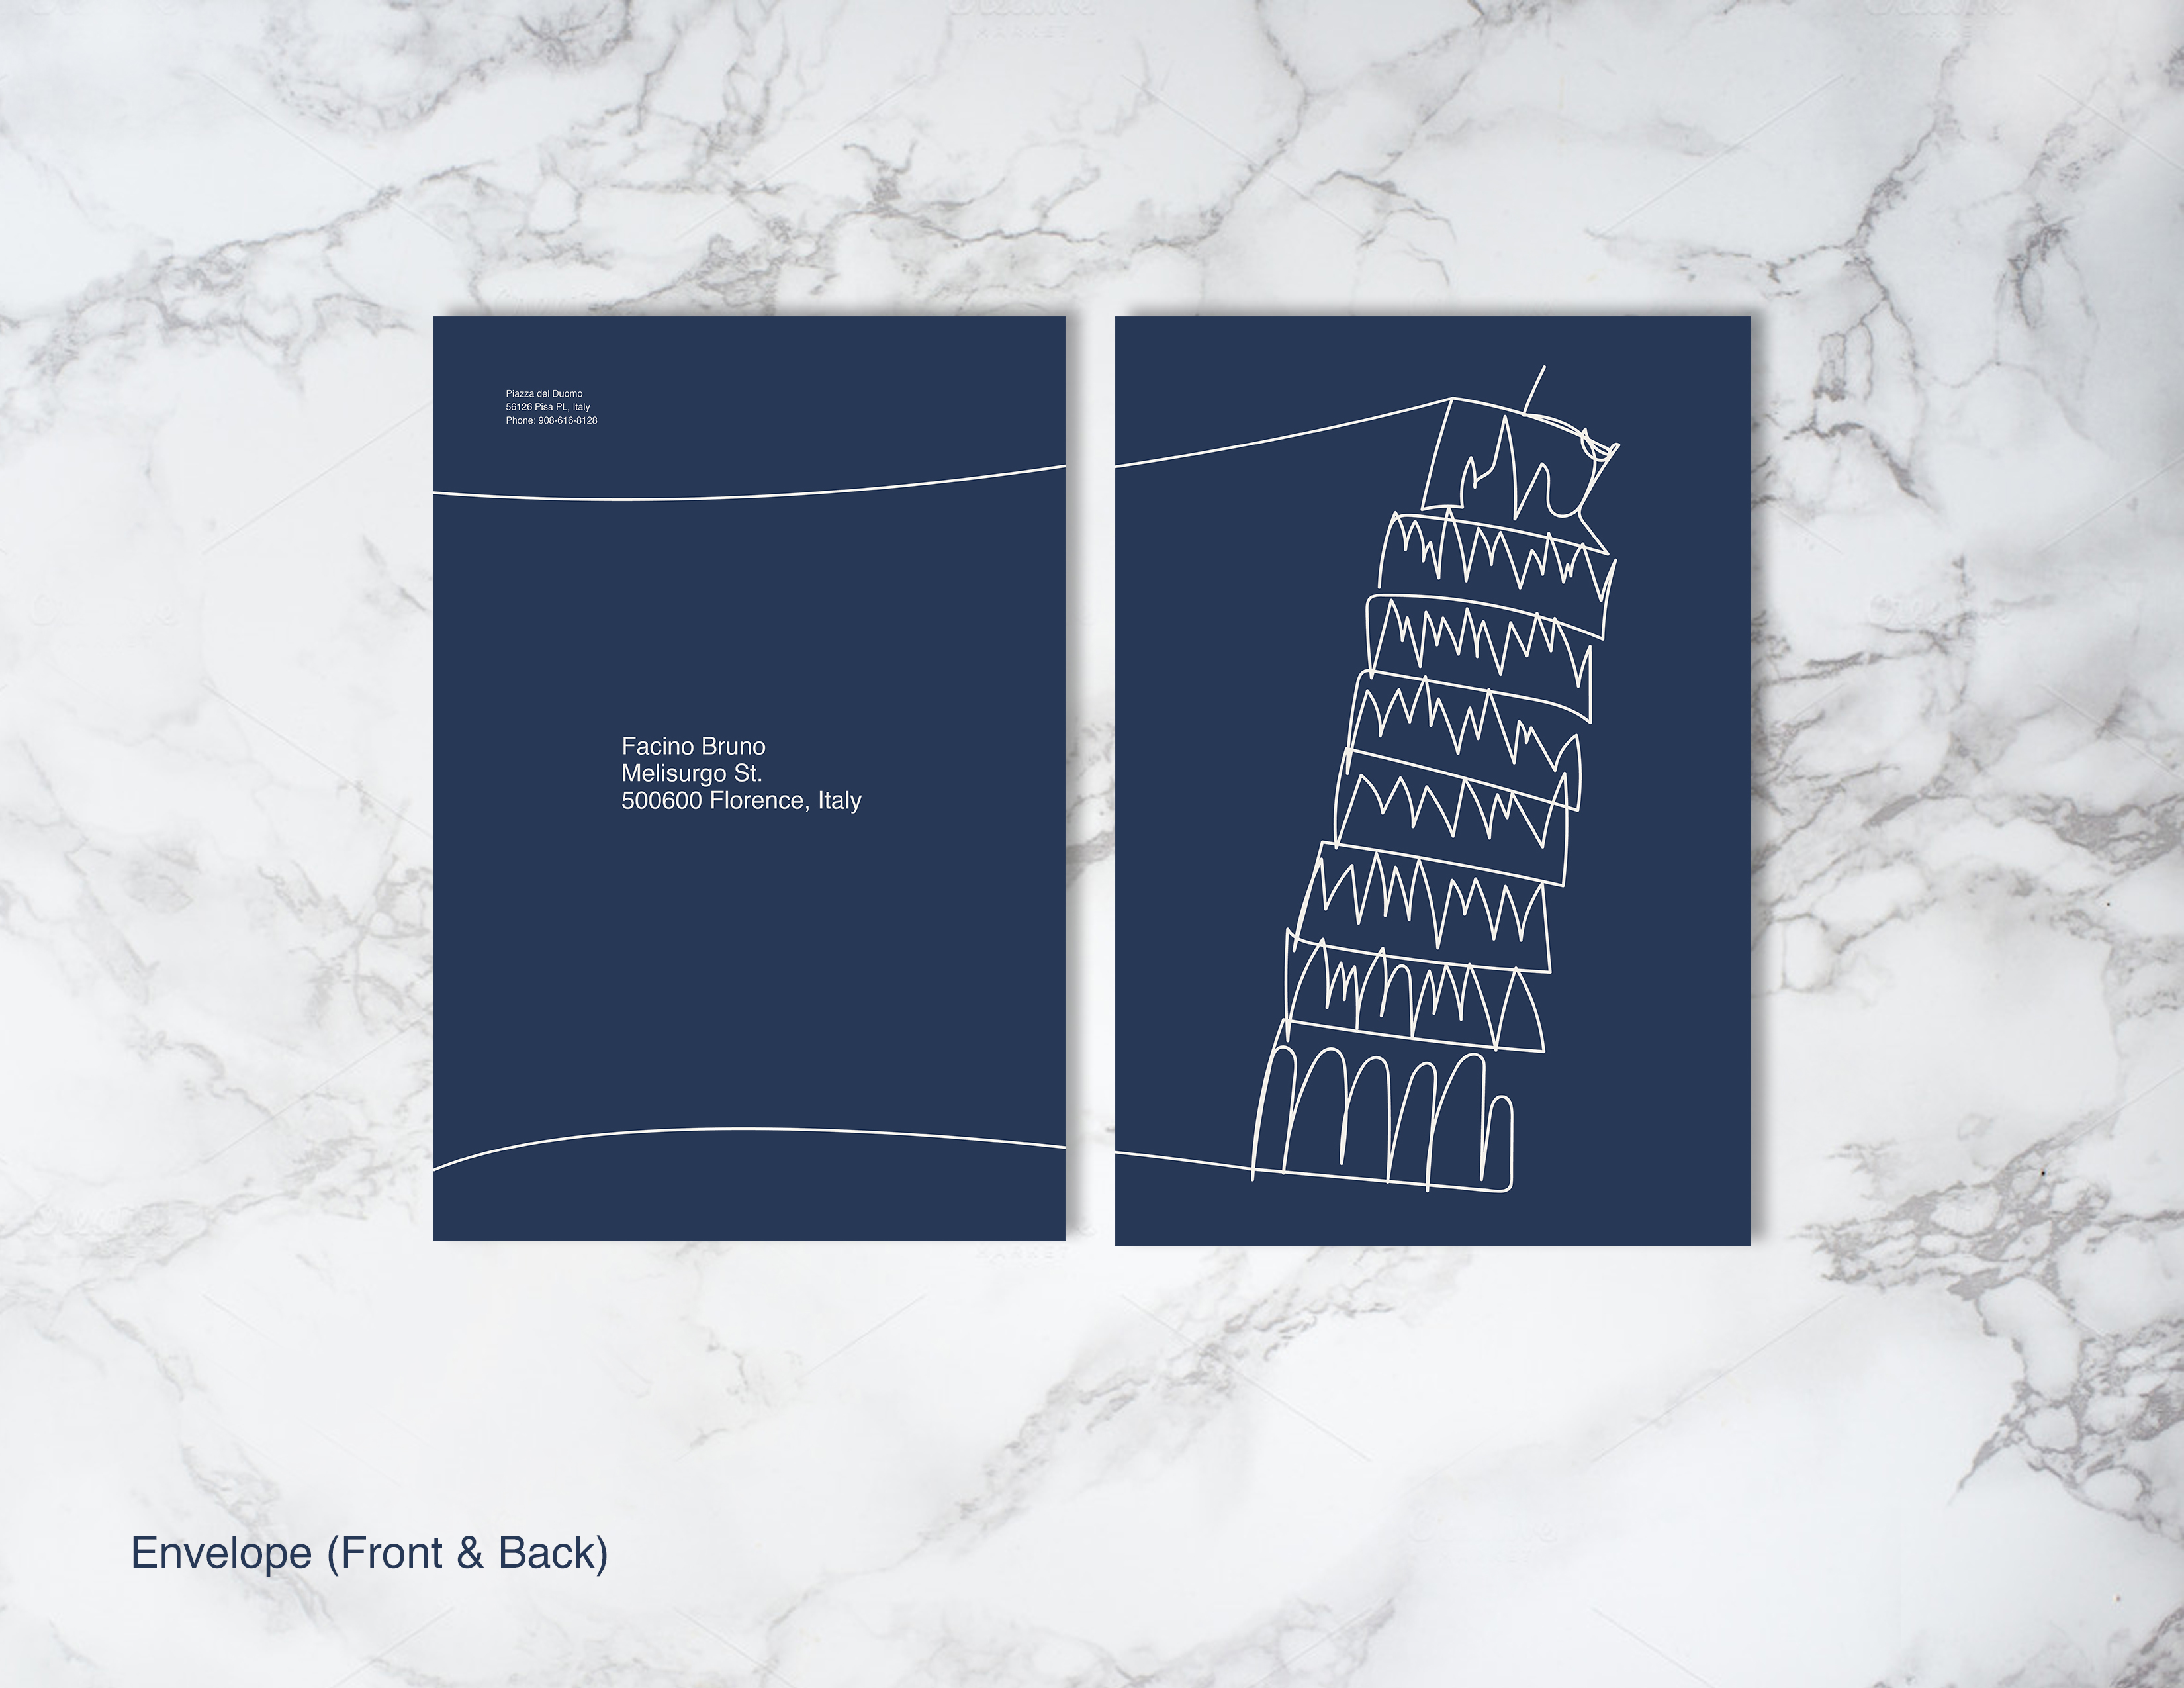 Piazza del Duomo
56126 Pisa PL, Italy
Phone: 908-616-8128
Facino Bruno
Melisurgo St.
500600 Florence, Italy
Envelope (Front & Back)